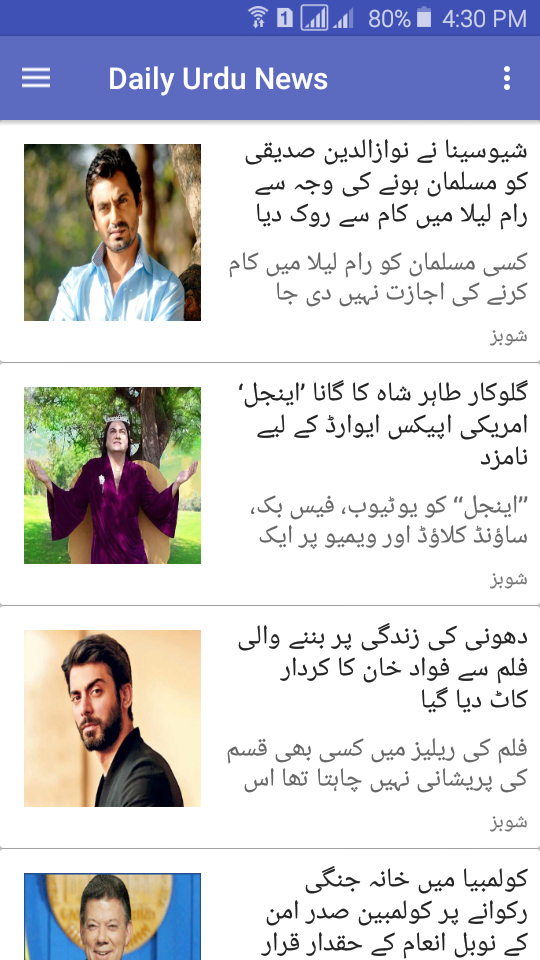 1 80% 4:30 PM
Daily Urdu News
شیوسینا نے نوازالدین صدیقی
کو مسلمان ہونے کی وجہ سے
رام لیلا میں کام سے روک دیا
کسی مسلمان کو رام لیلا میں کام
کرنے کی اجازت نہیں دی جا
شوبز
گلوکار طاہر شاہ کا گانا ’اینجل‘
امریکی اپیکس ایوارڈ کے لیے
نامزد
’’اینجل‘‘ کو یوٹیوب، فیس بک،
ساؤنڈ کلاؤڈ اور ویمیو پر ایک
شوبز
دھونی کی زندگی پر بننے والی
فلم سے فواد خان کا کردار
کاٹ دیا گیا
فلم کی ریلیز میں کسی بھی قسم
کی پریشانی نہیں چاہتا تھا اس
شوبز
کولمبیا میں خانہ جنگی
رکوانے پر کولمبین صدر امن
کے نوبل انعام کے حقدار قرار